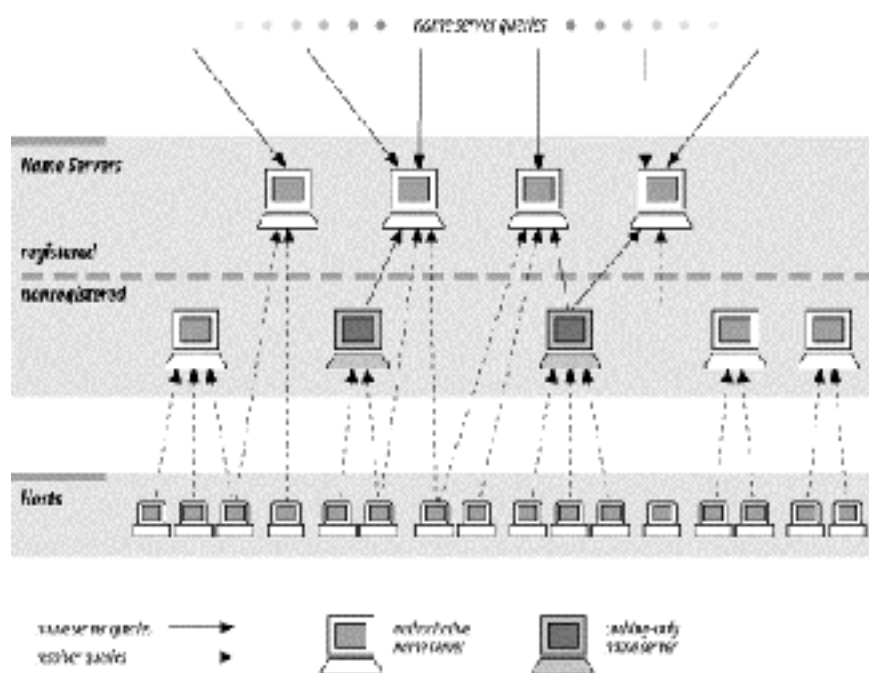 name server queries
Name Servers
registered
nonregistered
Hosts
name server queries
resolver queries
authoritative
name server
caching-only
name server